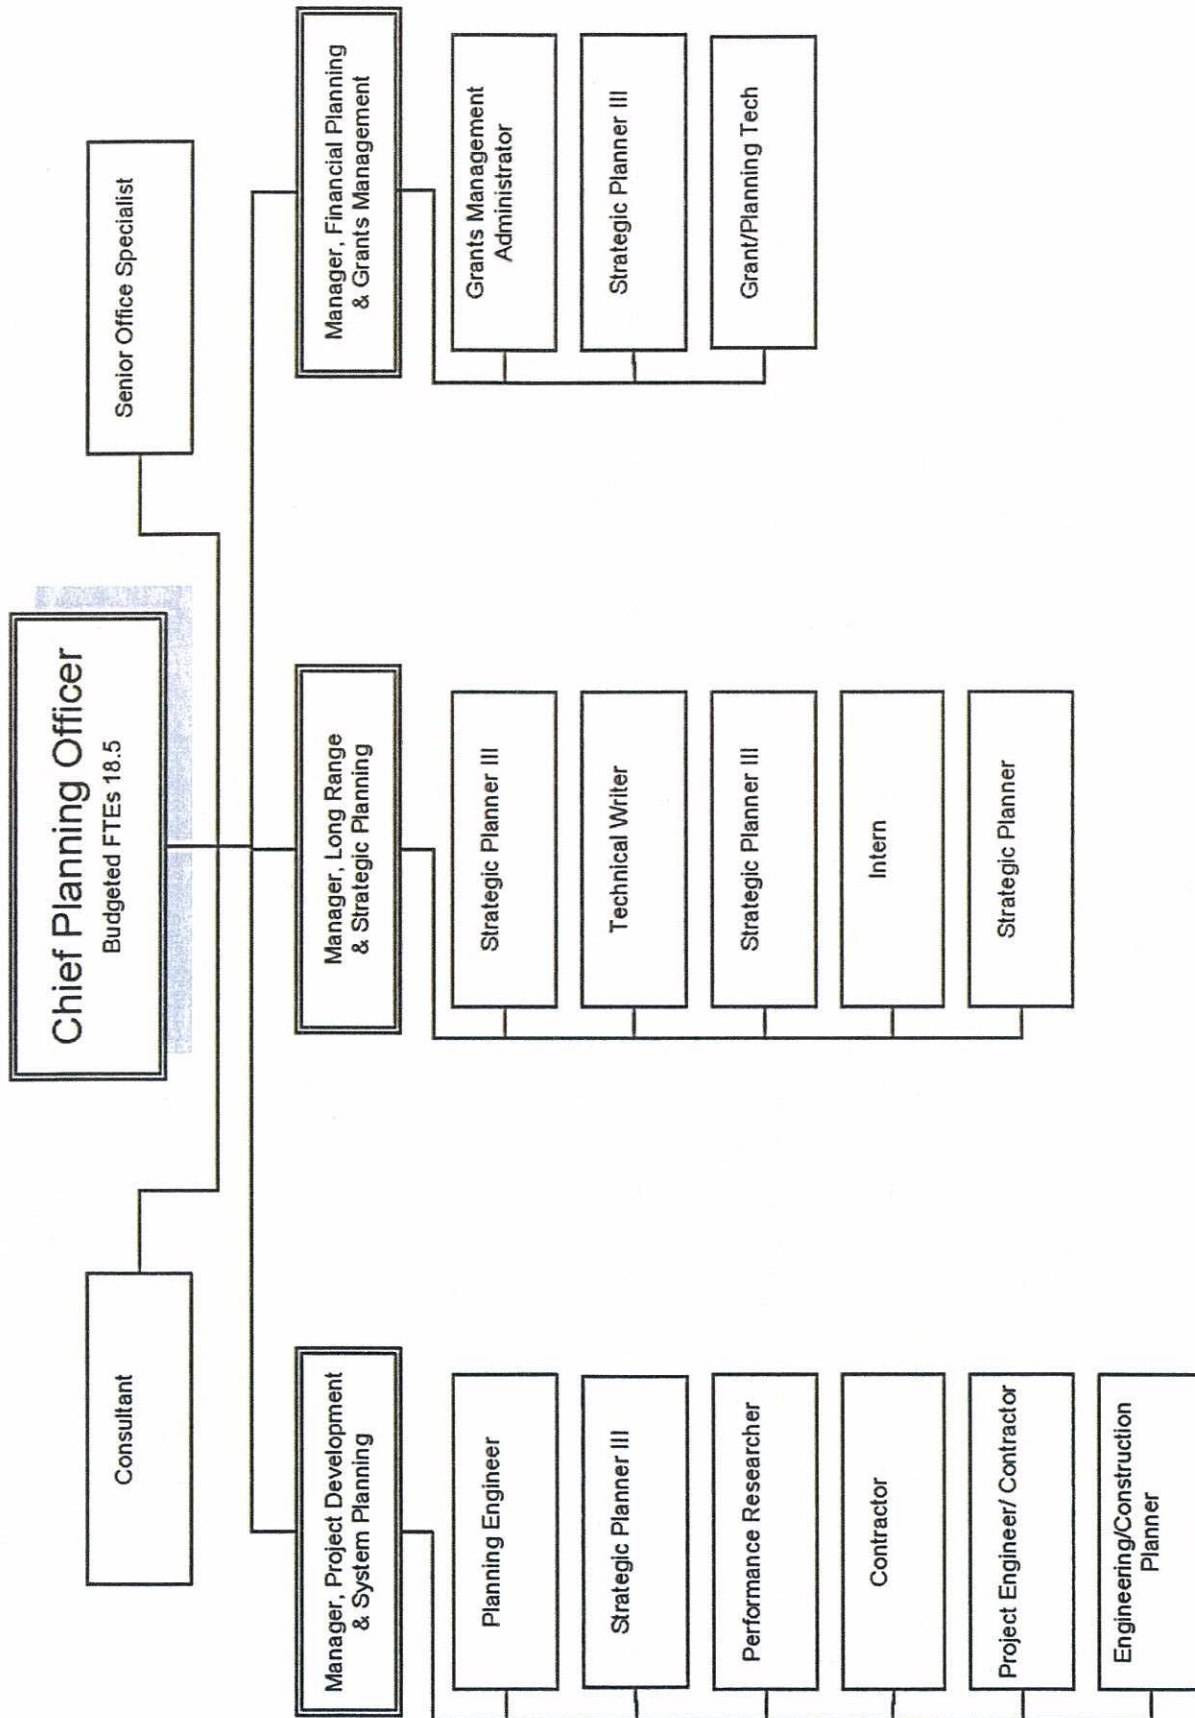 Chief Planning Officer
Budgeted FTEs 18.5
Consultant
Senior Office Specialist
Manager, Project Development
& System Planning
Planning Engineer
Strategic Planner III
Performance Researcher
Contractor
Project Engineer/ Contractor
Engineering/Construction
Planner
Manager, Long Range
& Strategic Planning
Strategic Planner III
Technical Writer
Strategic Planner III
Intern
Strategic Planner
Manager, Financial Planning
& Grants Management
Grants Management
Administrator
Strategic Planner III
Grant/Planning Tech